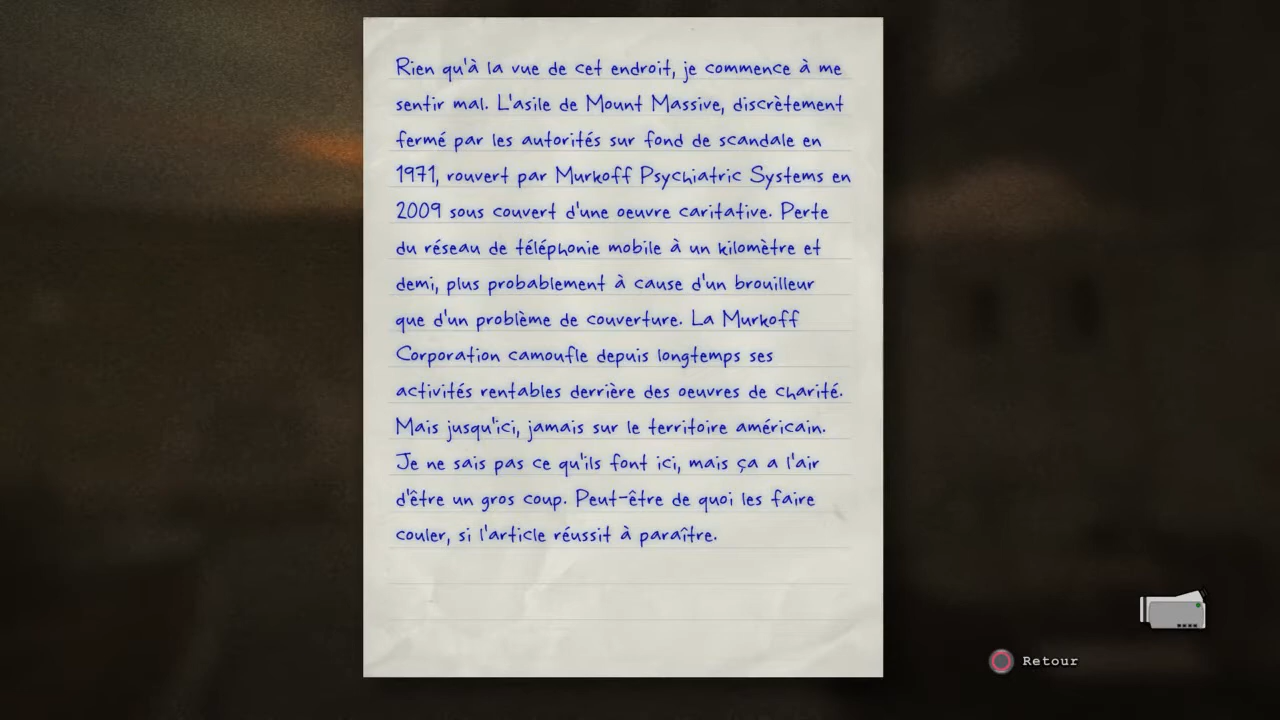 Rien qu'à la vue de cet endroit, je commence à me
sentir mal. L'asile de Mount Massive, discrètement
fermé par les autorités sur fond de scandale en
1971, rouvert par Murkoff Psychiatric Systems en
2009 sous couvert d'une oeuvre caritative. Perte
du réseau de téléphonie mobile à un kilomètre et
demi, plus probablement à cause d'un brouilleur
que d'un problème de couverture. La Murkoff
Corporation camoufle depuis longtemps ses
activités rentables derrière des oeuvres de charité.
Mais jusqu'ici, jamais sur le territoire américain.
Je ne sais pas ce qu'ils font ici, mais ça a l'air
d'être un gros coup. Peut-être de quoi les faire
couler, si l'article réussit à paraître.
Retour